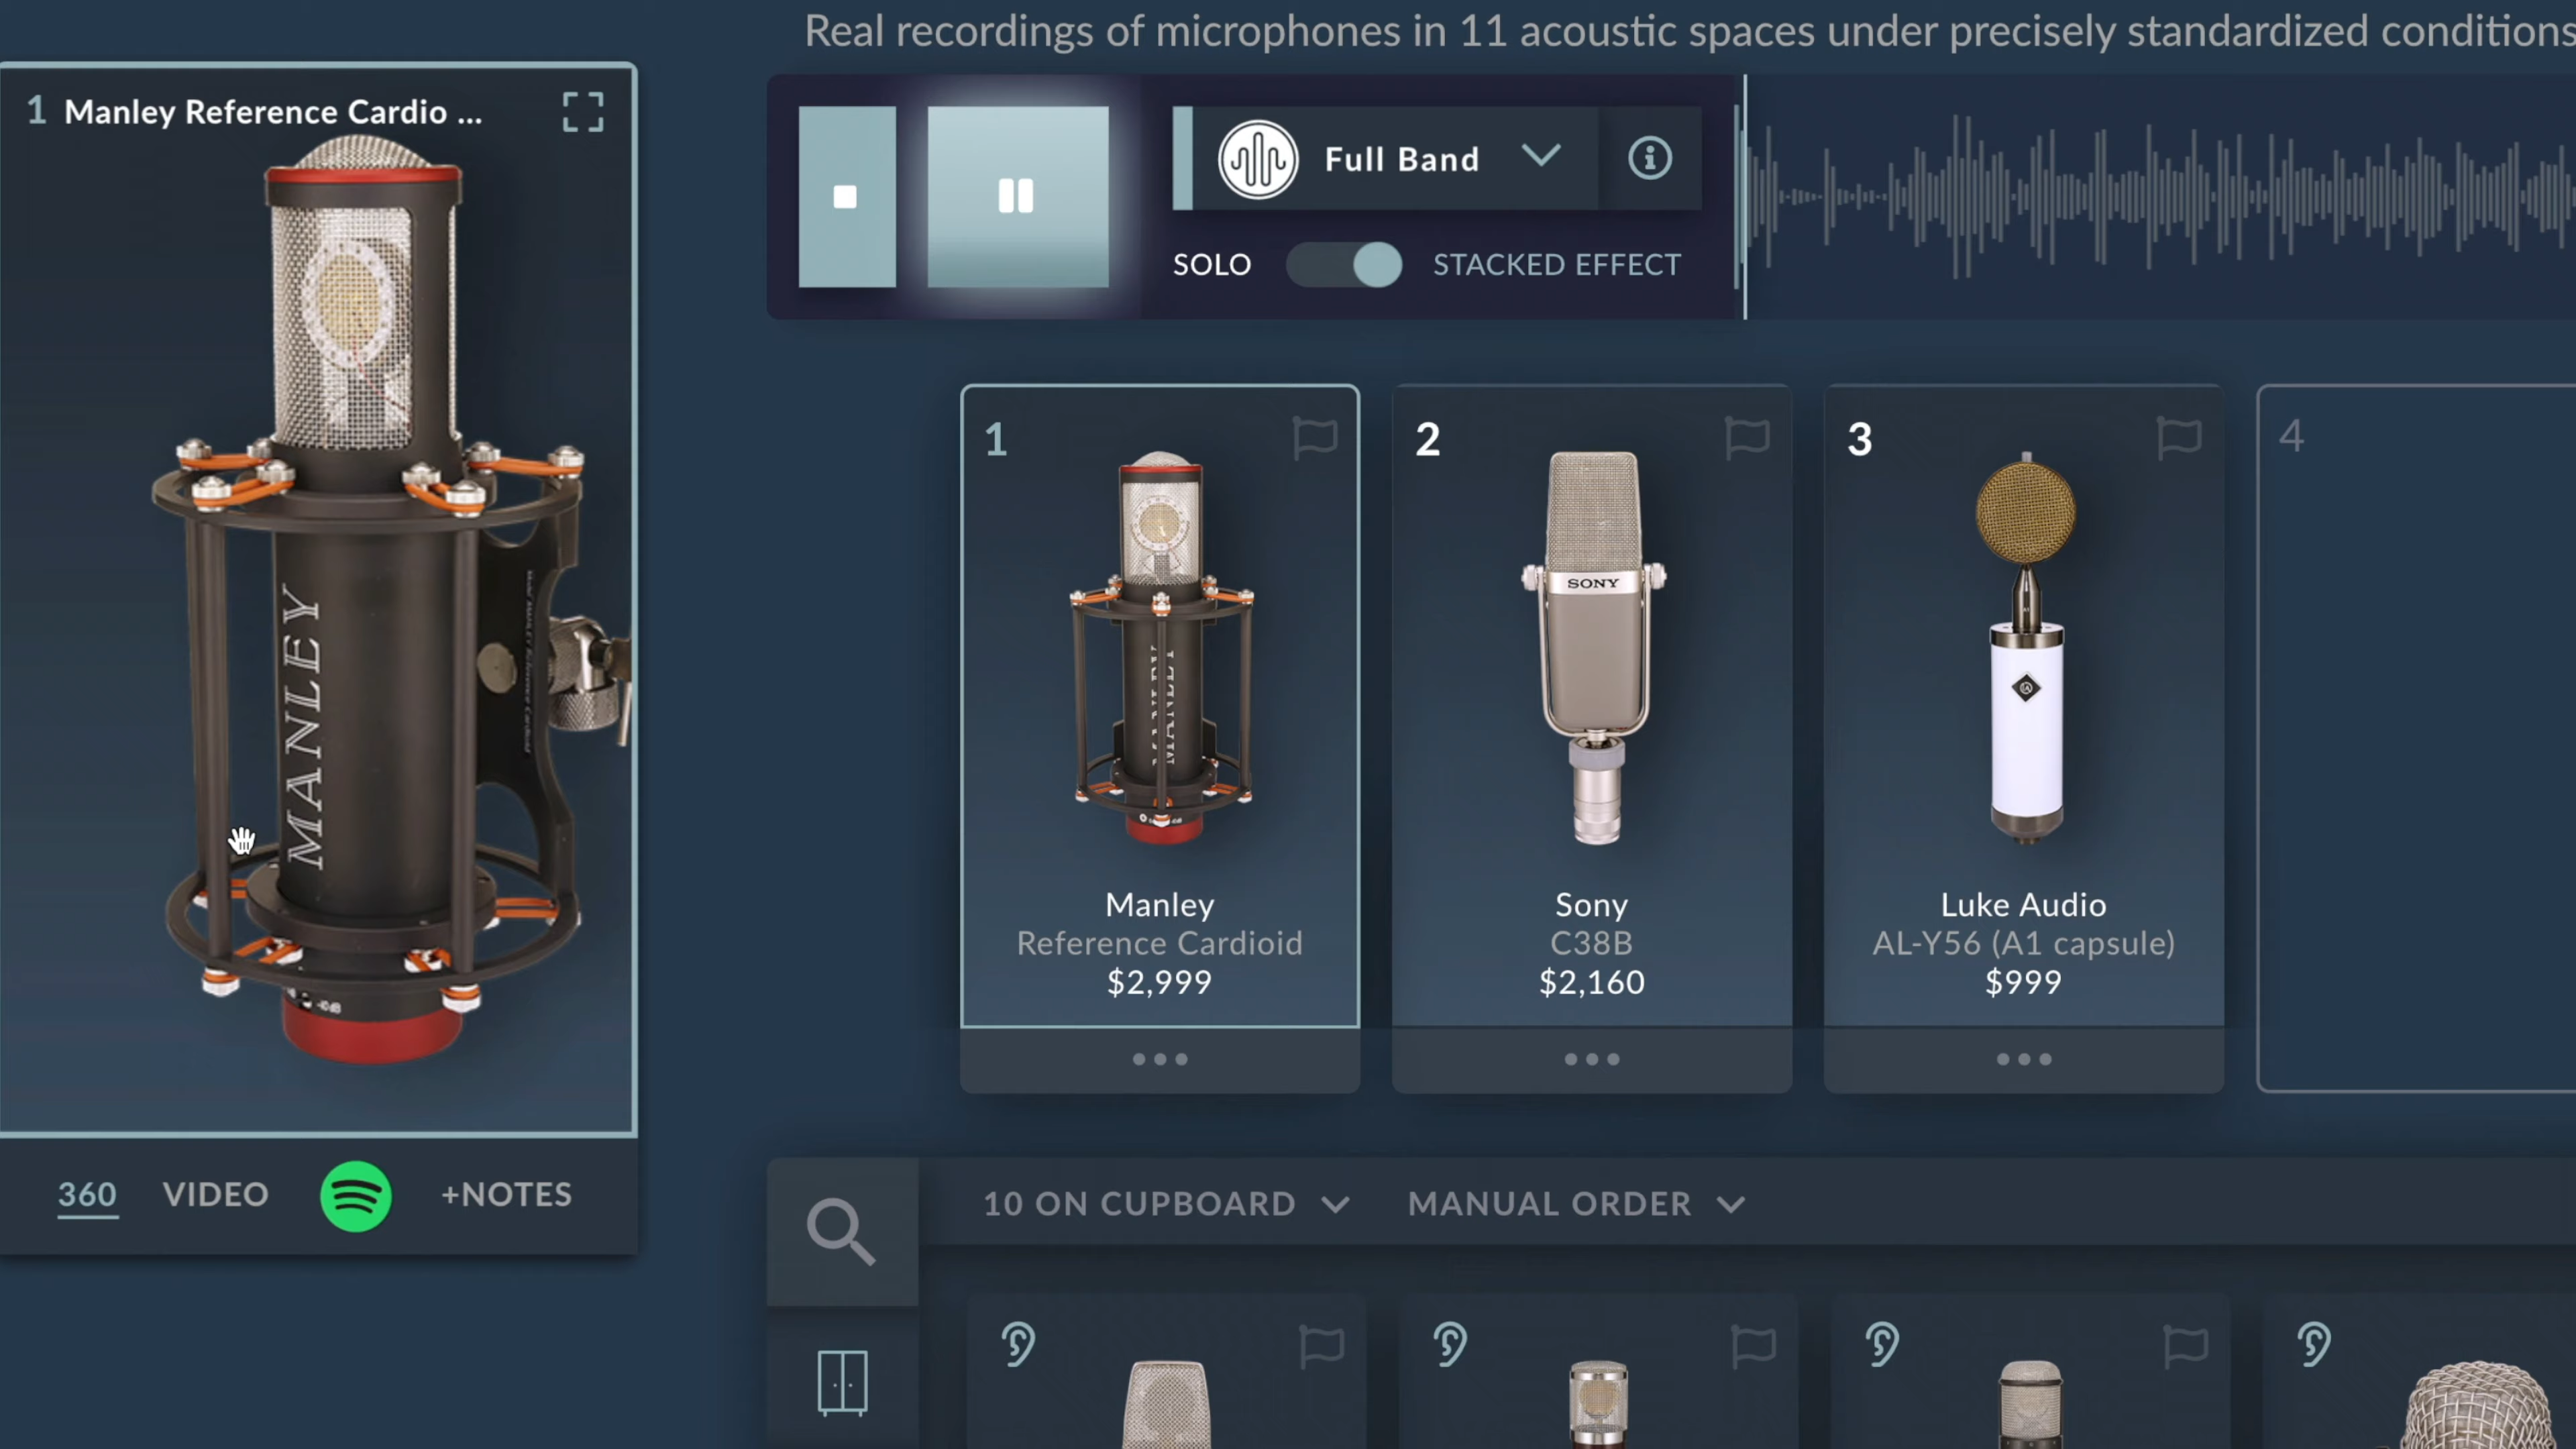 Real recordings of microphones in 11 acoustic spaces under precisely standardized conditions
1 Manley Reference Cardio ...
MANLEY
-10dB
360 VIDEO +NOTES
Full Band
SOLO STACKED EFFECT
1
MANLEY
Manley
Reference Cardioid
$2,999
2
SONY
Sony
C38B
$2,160
3
Luke Audio
AL-Y56 (A1 capsule)
$999
4
10 ON CUPBOARD MANUAL ORDER